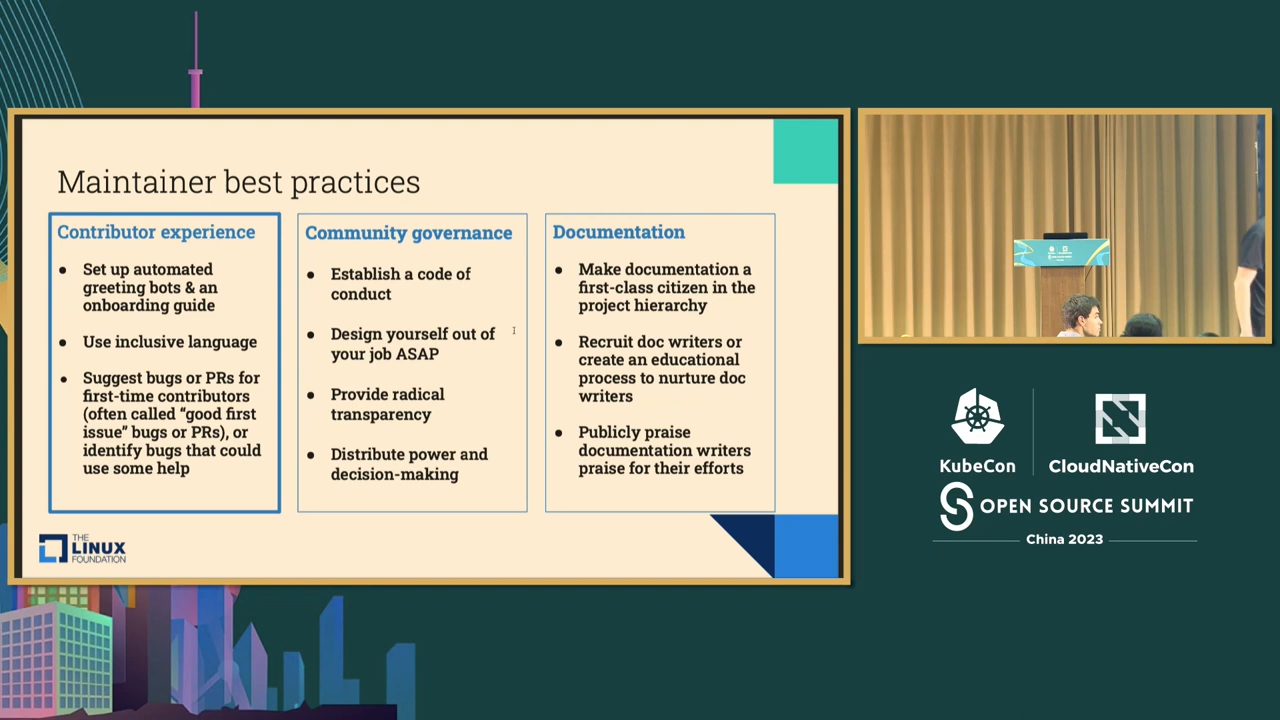 Maintainer best practices
Contributor experience
● Set up automated
greeting bots & an
onboarding guide
● Use inclusive language
● Suggest bugs or PRs for
first-time contributors
(often called “good first
issue” bugs or PRs), or
identify bugs that could
use some help
Community governance
● Establish a code of
conduct
● Design yourself out of
your job ASAP
● Provide radical
transparency
● Distribute power and
decision-making
Documentation
● Make documentation a
first-class citizen in the
project hierarchy
● Recruit doc writers or
create an educational
process to nurture doc
writers
● Publicly praise
documentation writers
praise for their efforts
THE
LINUX
FOUNDATION
KubeCon
CloudNativeCon
OPEN SOURCE SUMMIT
China 2023